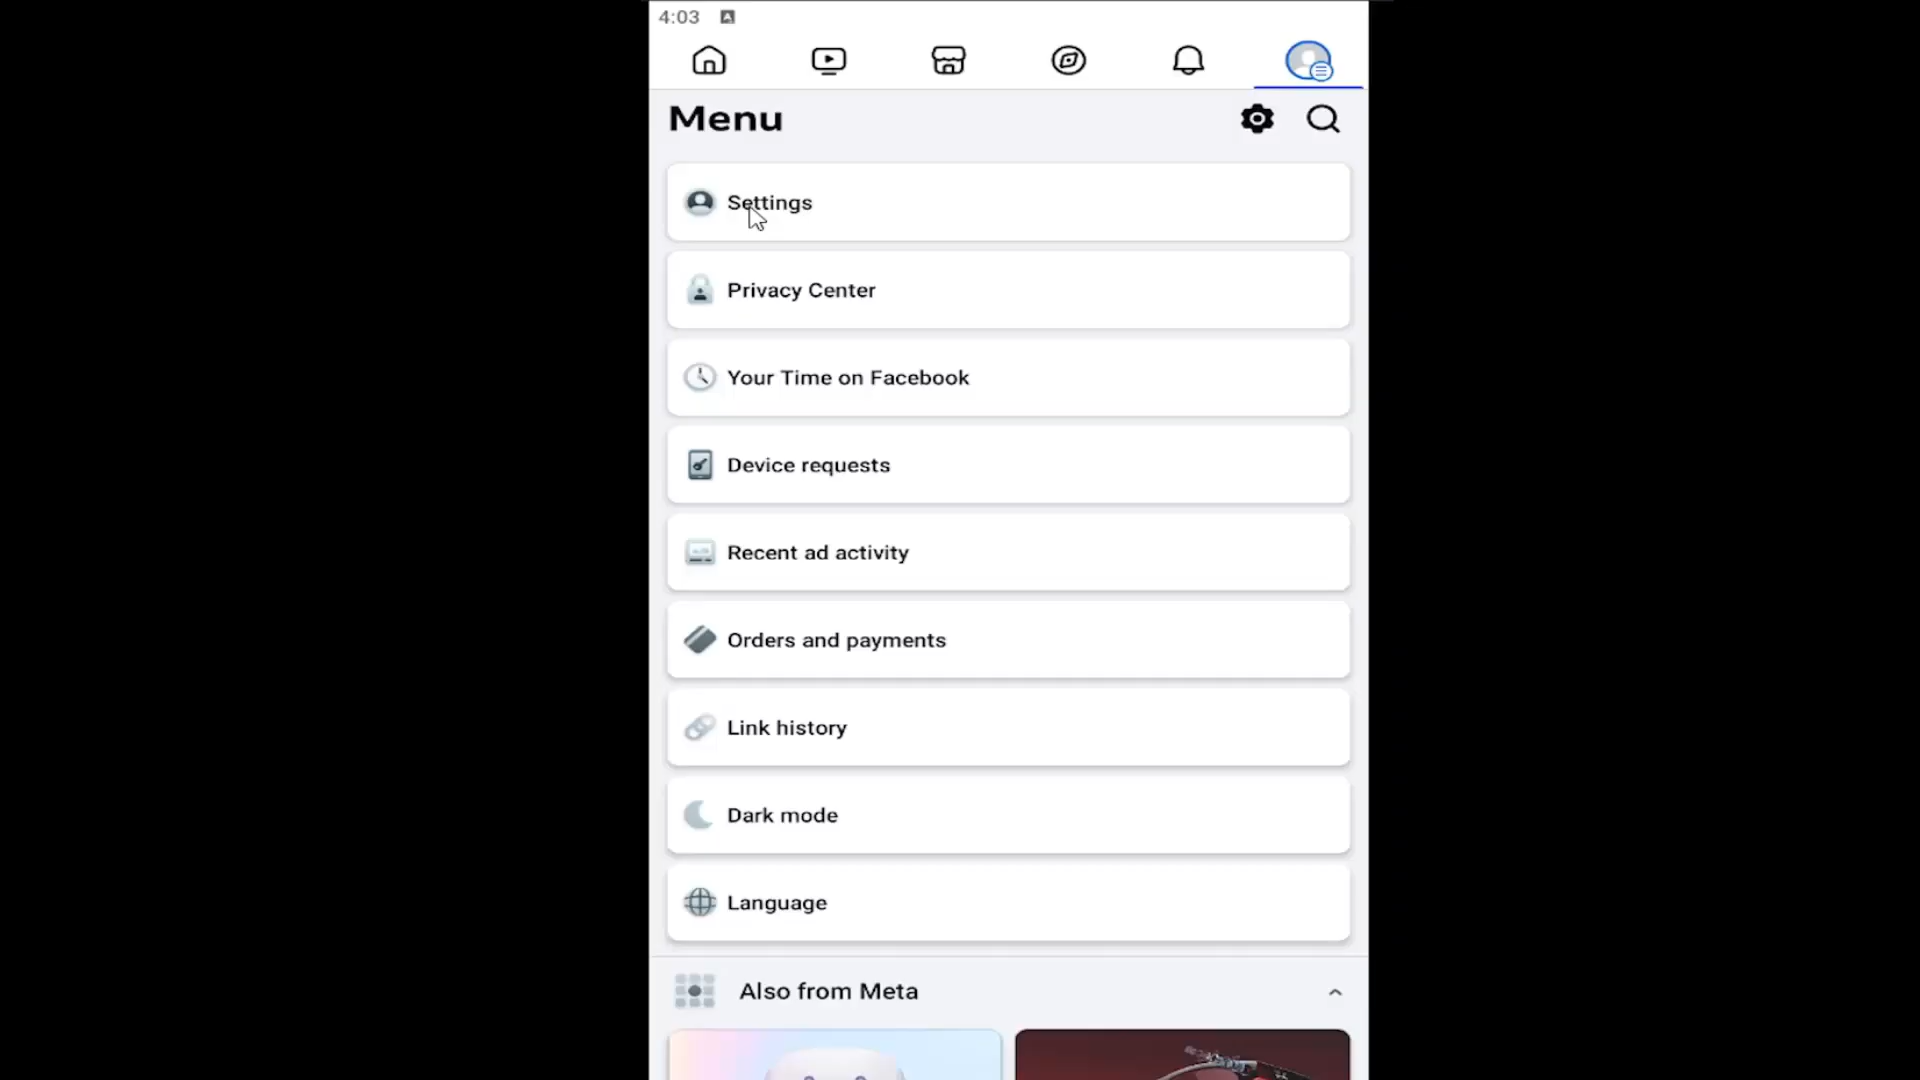 4:03
Menu
Settings
Privacy Center
Your Time on Facebook
Device requests
Recent ad activity
Orders and payments
Link history
Dark mode
Language
Also from Meta